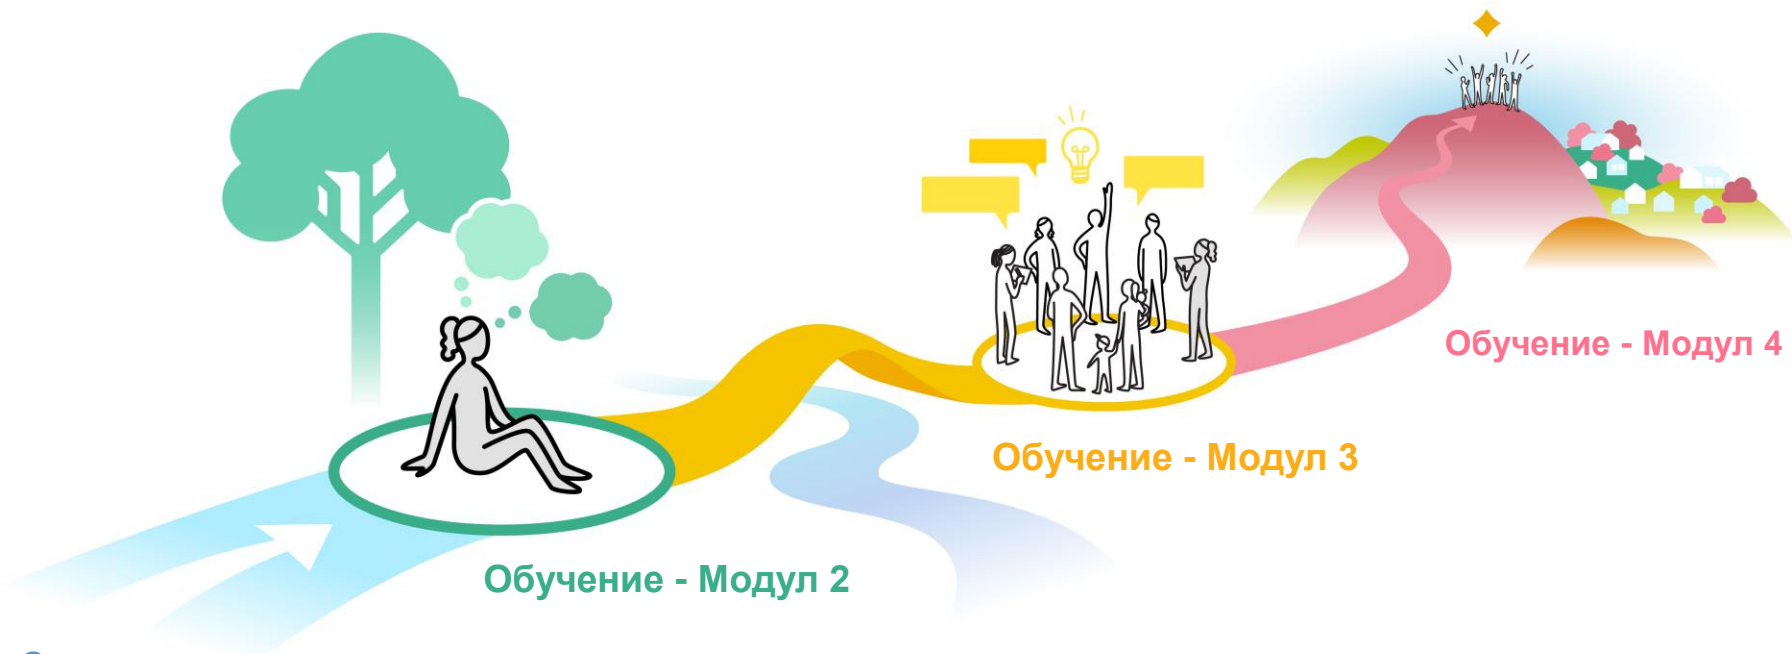 Обучение - Модул 4
Обучение - Модул 3
Обучение - Модул 2